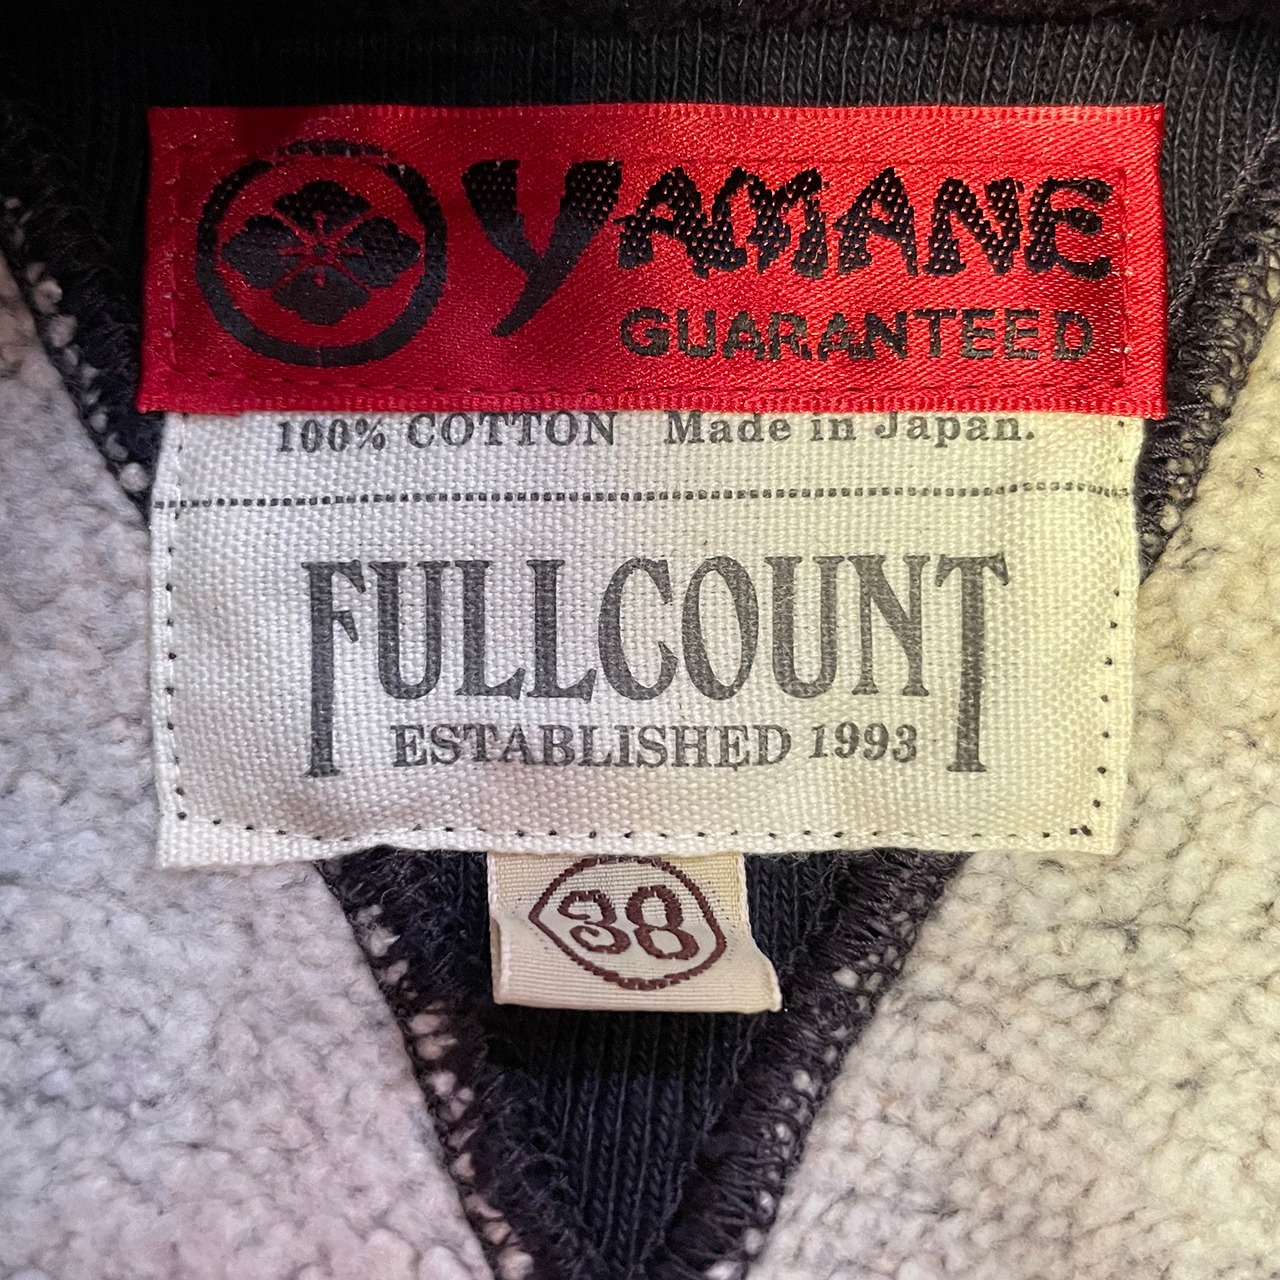 YAMANE
GUARANTEED
100% COTTON Made in Japan.
FULLCOUNT
ESTABLISHED 1993
38